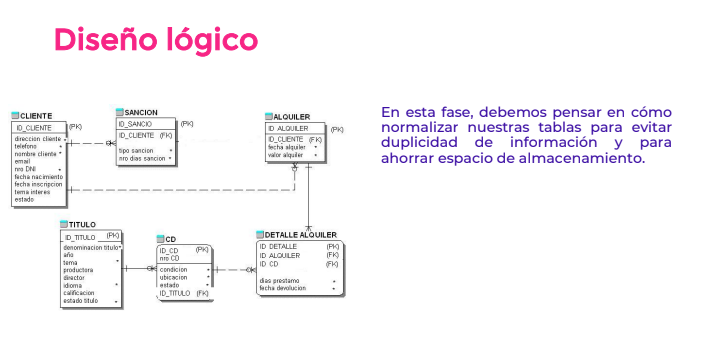 Diseño lógico
CLIENTE
ID_CLIENTE (PK)
direccion cliente *
telefono *
nombre cliente *
email
nro DNI *
fecha nacimiento
fecha inscripcion
tema interes
estado
SANCION
ID_SANCIO (PK)
ID_CLIENTE (FK)
tipo sancion *
nro dias sancion *
ALQUILER
ID ALQUILER (PK)
ID_CLIENTE (FK)
fecha alquiler *
valor alquiler *
En esta fase, debemos pensar en cómo
normalizar nuestras tablas para evitar
duplicidad de información y para
ahorrar espacio de almacenamiento.
TITULO
ID_TITULO (PK)
denominacion titulo*
año
tema *
productora
director
idioma *
calificacion
estado titulo *
CD
ID_CD (PK)
nro CD
condicion *
ubicacion *
estado *
ID_TITULO (FK)
DETALLE ALQUILER
ID DETALLE (PK)
ID ALQUILER (FK)
ID CD (FK)
dias prestamo *
fecha devolucion *